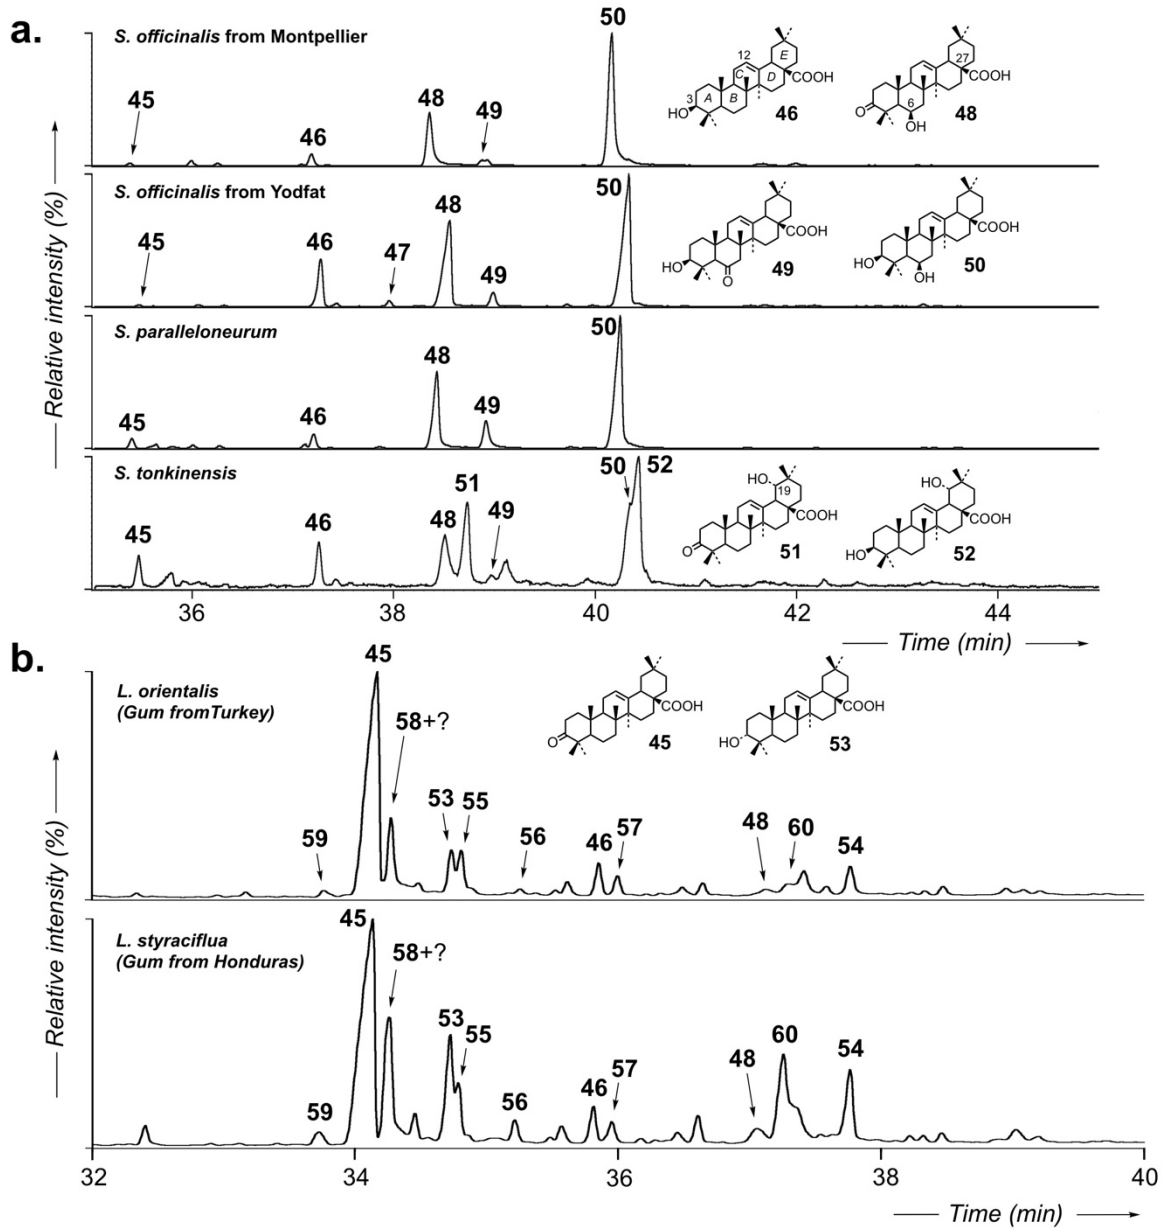 a.
S. officinalis from Montpellier
45
46
48
49
50
12
E
C
D
COOH
3
A
B
HO
46
27
COOH
6
O
OH
48
S. officinalis from Yodfat
45
46
47
48
49
50
COOH
HO
O
49
COOH
HO
OH
50
S. paralleloneurum
45
46
48
49
50
S. tonkinensis
45
46
48
51
49
50
52
HO
19
COOH
O
51
HO
COOH
HO
52
Relative intensity (%)
36
38
40
42
44
Time (min)
b.
L. orientalis
(Gum fromTurkey)
59
45
58+?
53
55
56
46
57
48
60
54
COOH
O
45
COOH
HO
53
L. styraciflua
(Gum from Honduras)
59
45
58+?
53
55
56
46
57
48
60
54
Relative intensity (%)
32
34
36
38
40
Time (min)